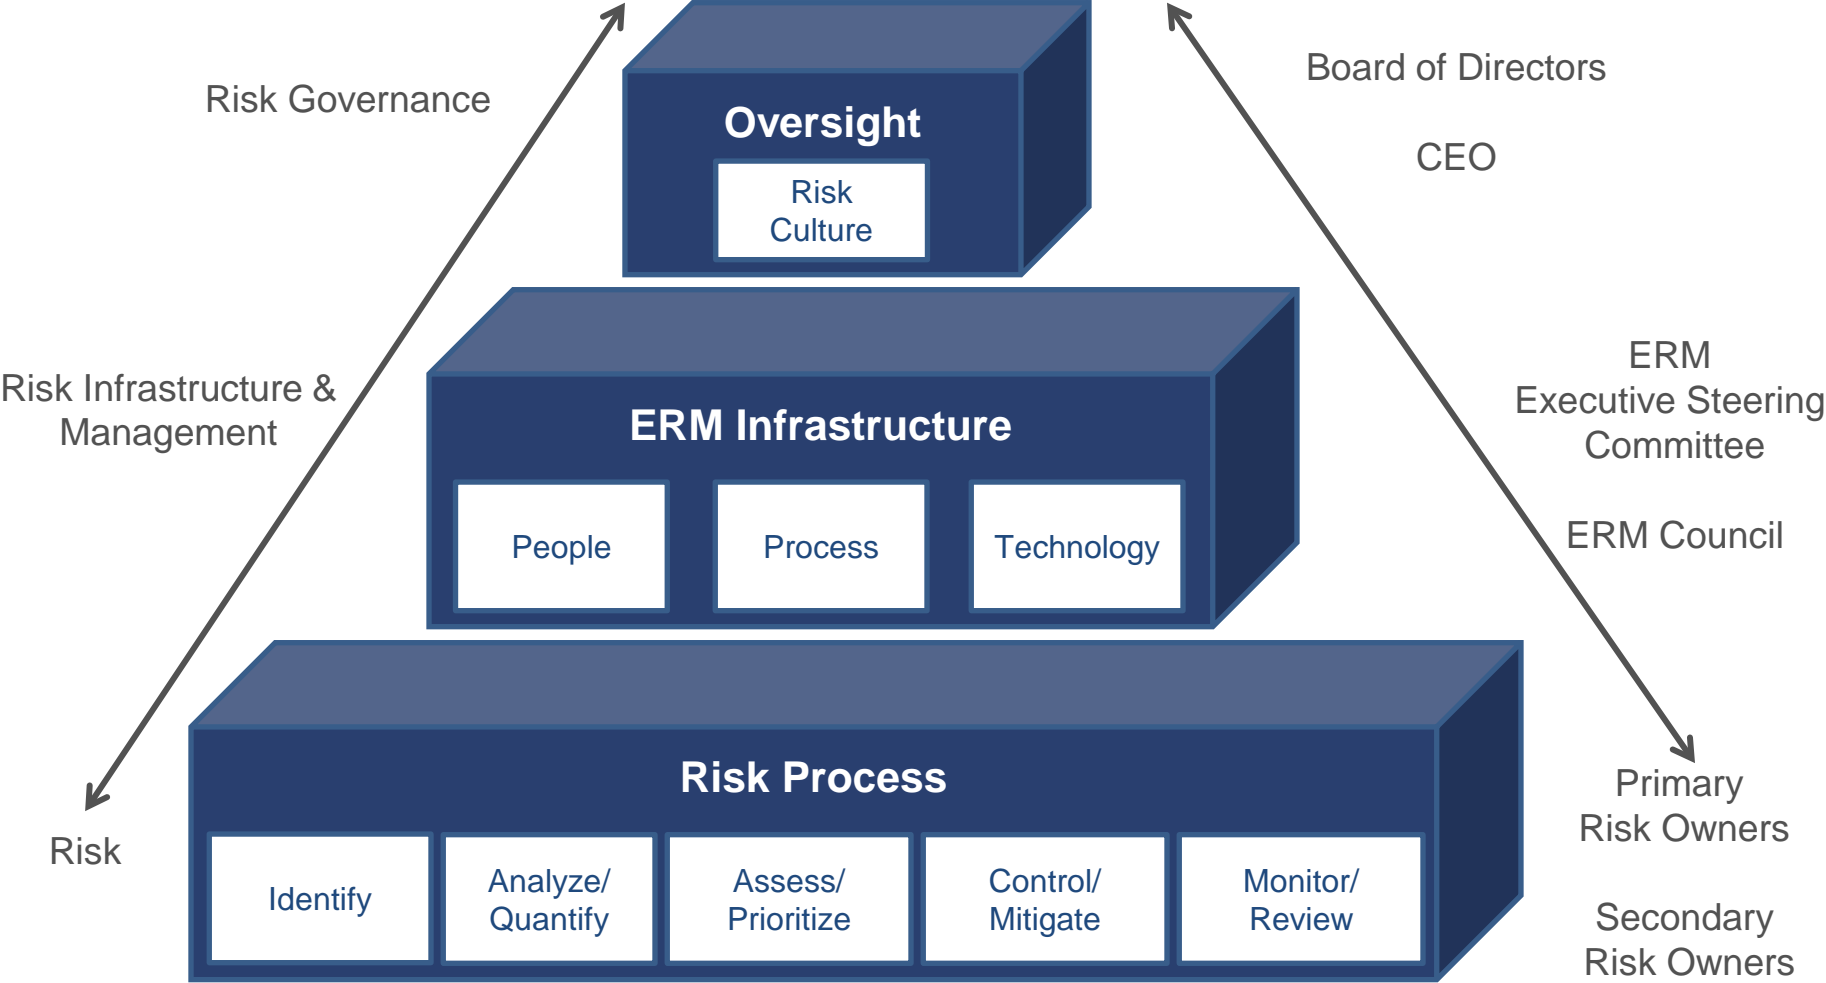 Risk Governance
Oversight
Risk
Culture
Board of Directors
CEO
Risk Infrastructure &
Management
ERM Infrastructure
People
Process
Technology
ERM
Executive Steering
Committee
ERM Council
Risk
Risk Process
Identify
Analyze/
Quantify
Assess/
Prioritize
Control/
Mitigate
Monitor/
Review
Primary
Risk Owners
Secondary
Risk Owners